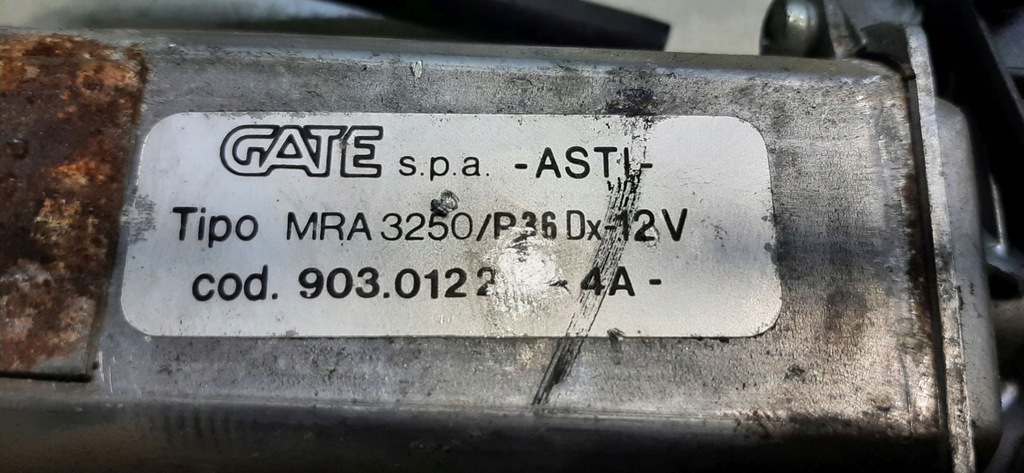 GATE s.p.a. -ASTI-
Tipo MRA 3250/P36 Dx-12V
cod. 903.0122 - 4A -